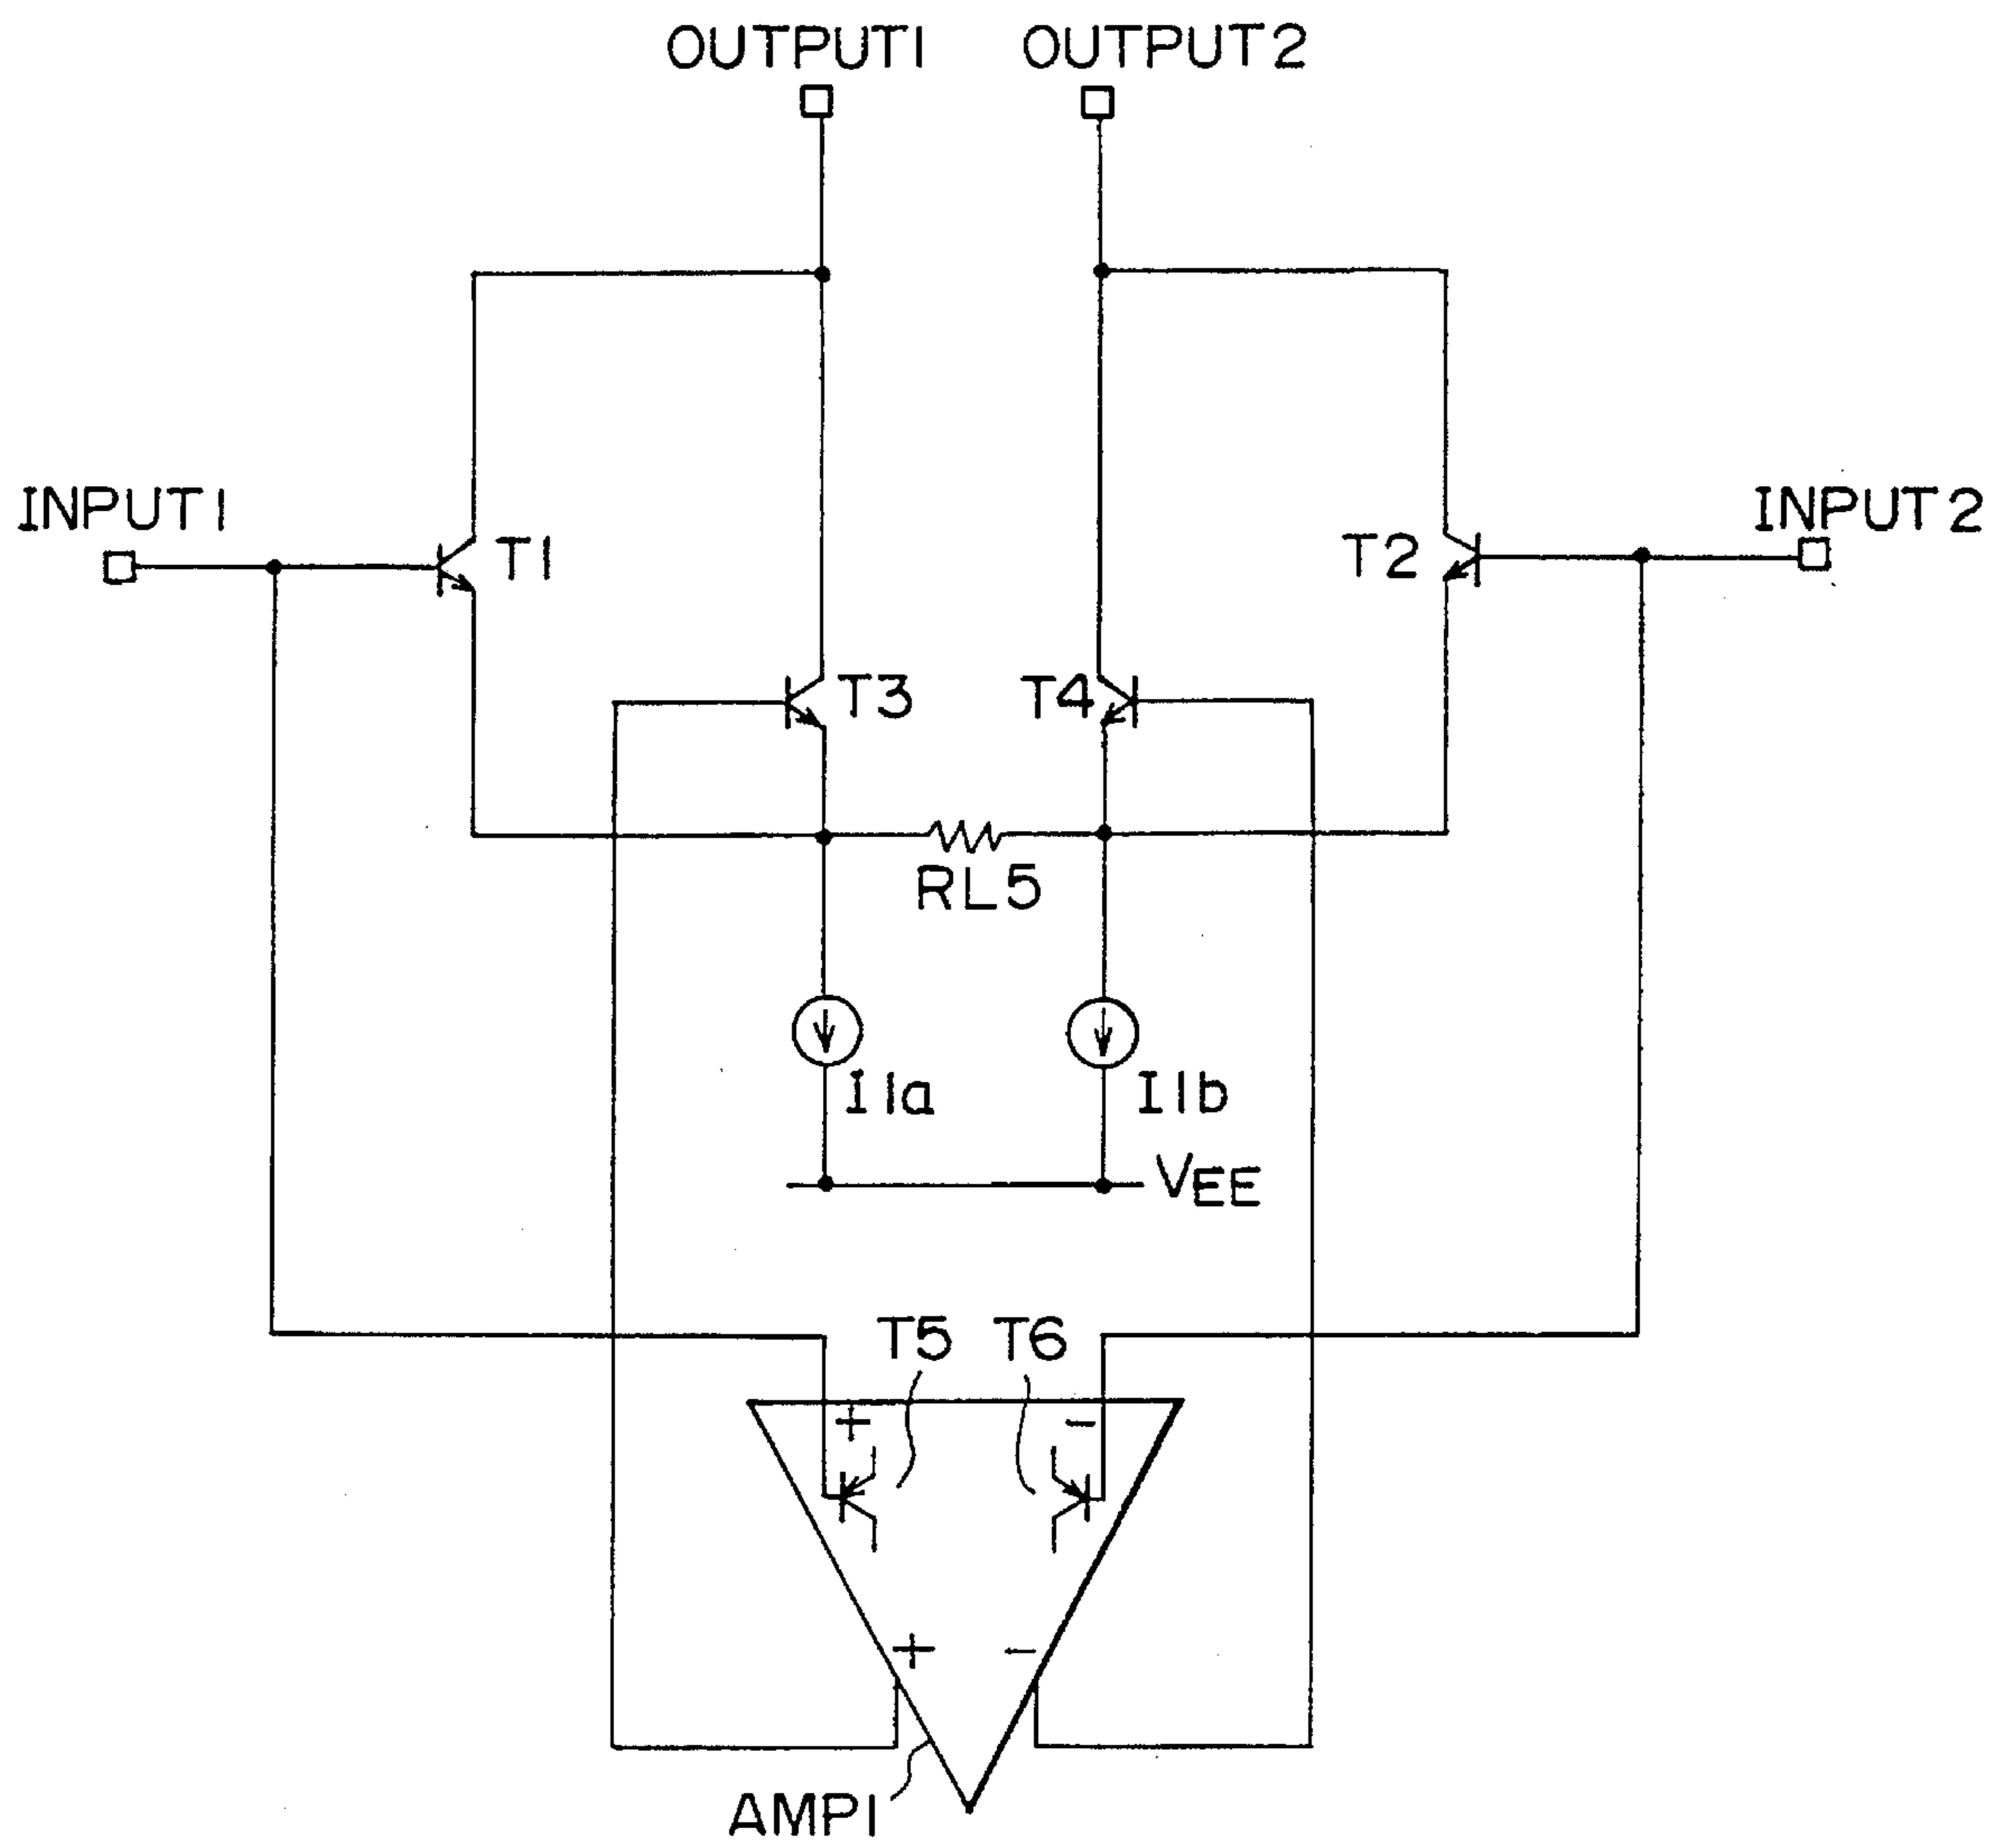 OUTPUT1 OUTPUT2
INPUT1
INPUT2
T1
T2
T3
T4
RL5
I1a
I1b
VEE
T5 T6
+ -
+ -
AMP1